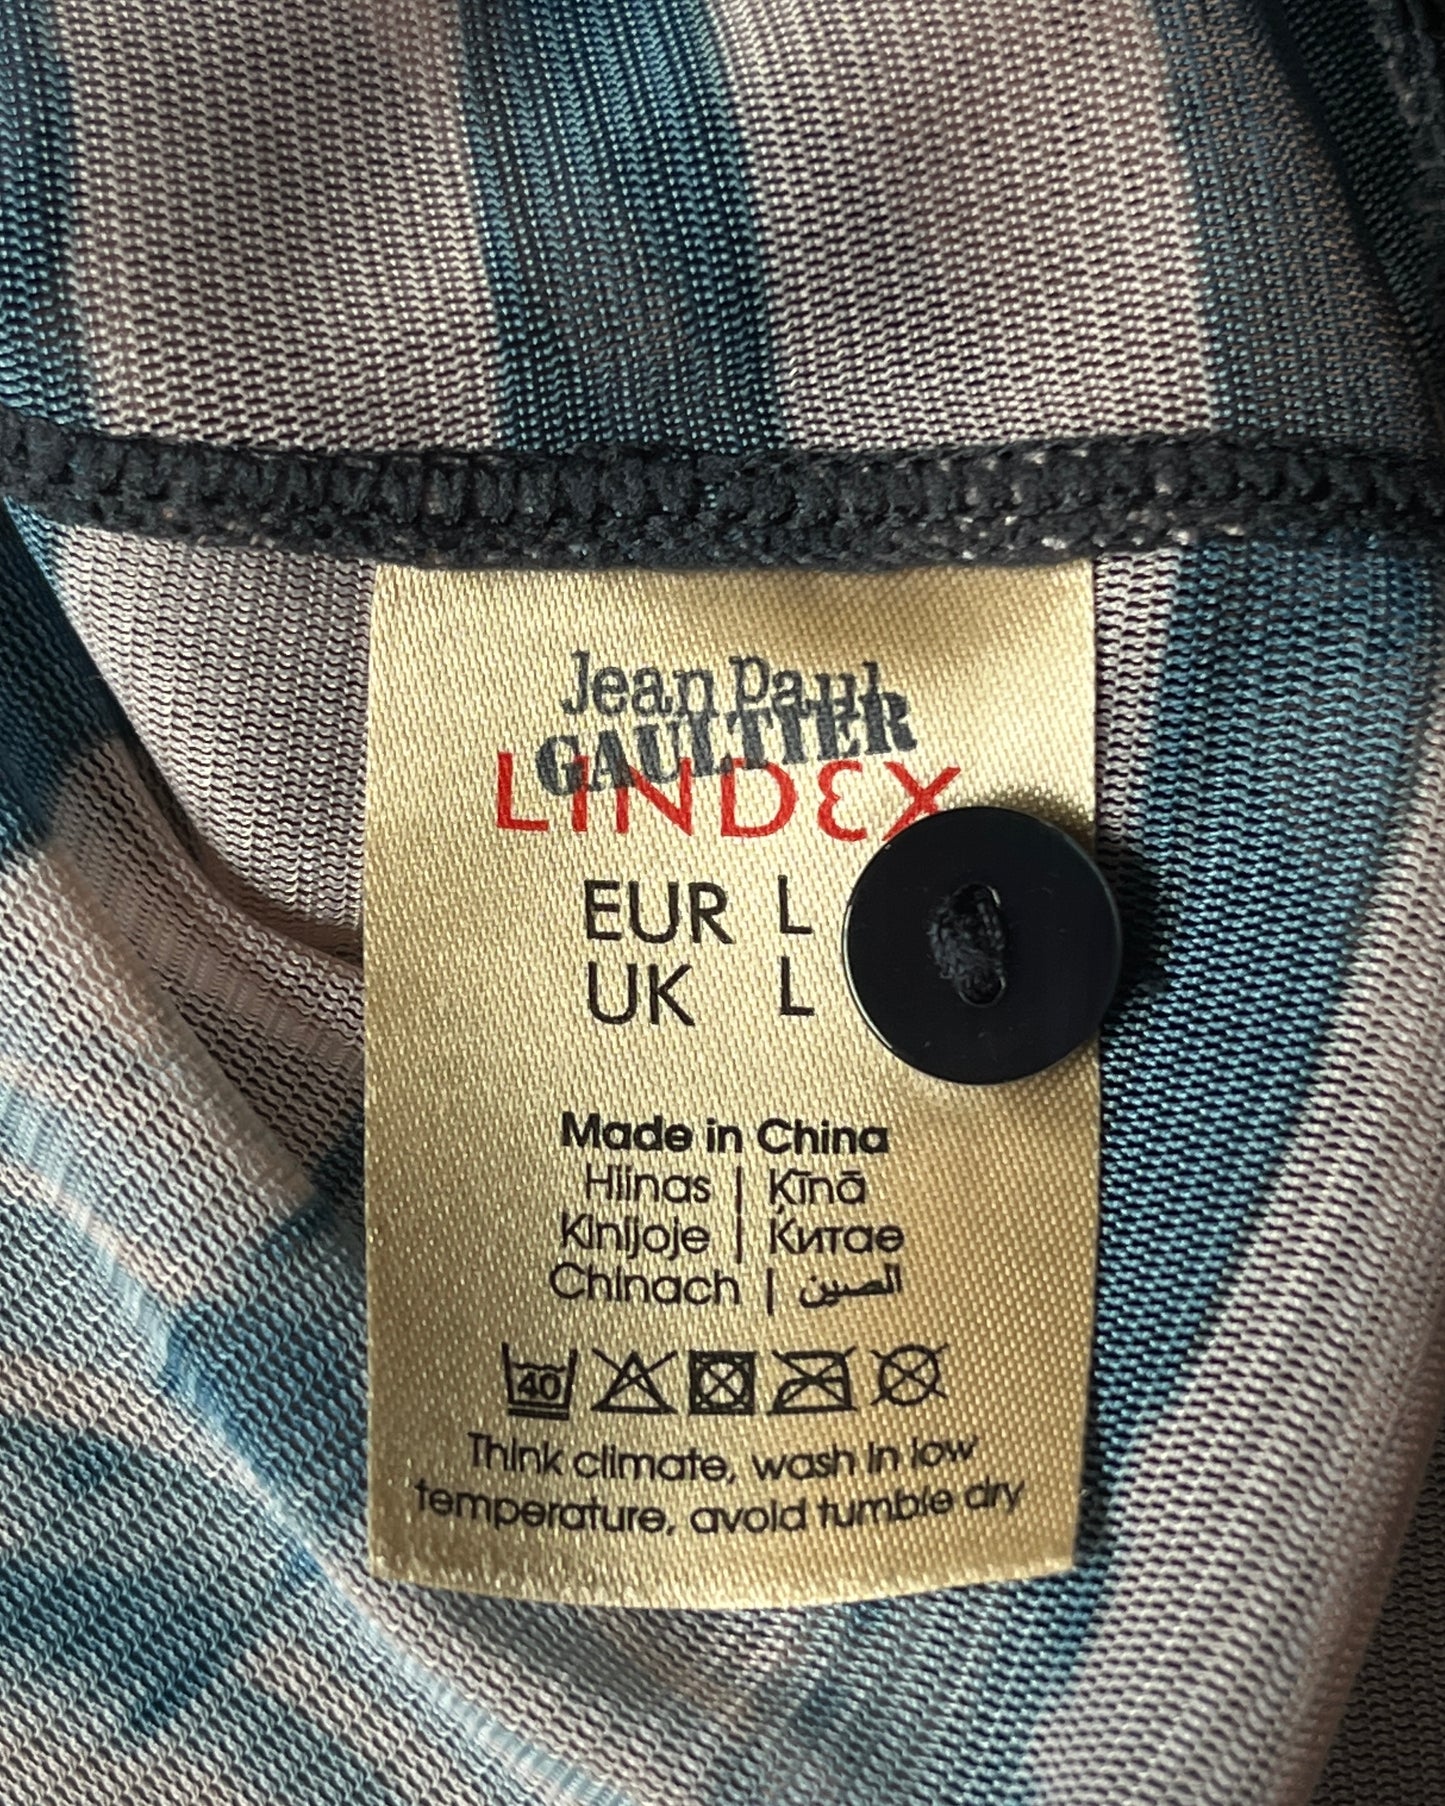 Jean Paul
GAULTIER
LINDEX
EUR L
UK L
Made in China
Hiinas | Ķīnā
Kinijoje | Китае
Chinach | الصين
40
Think climate, wash in low
temperature, avoid tumble dry